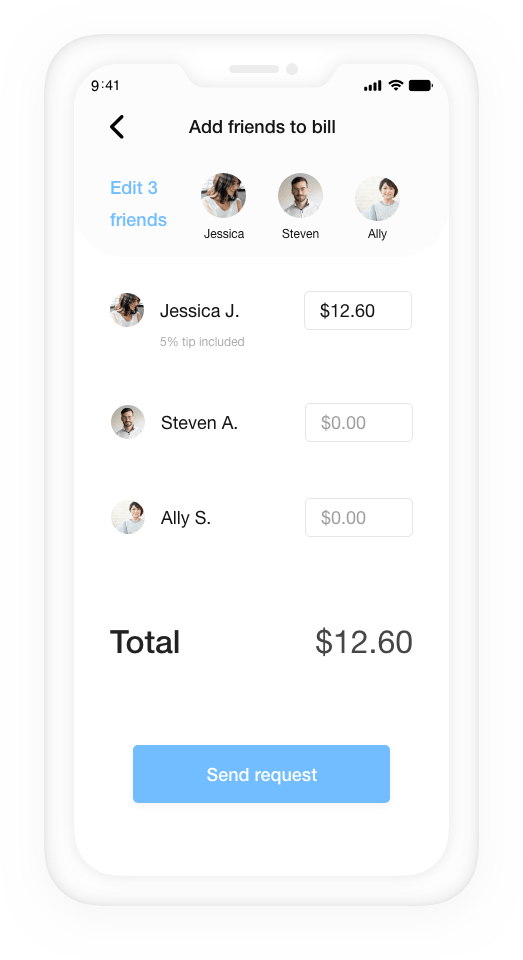 9:41
Add friends to bill
Edit 3
friends
Jessica
Steven
Ally
Jessica J.
$12.60
5% tip included
Steven A.
$0.00
Ally S.
$0.00
Total
$12.60
Send request